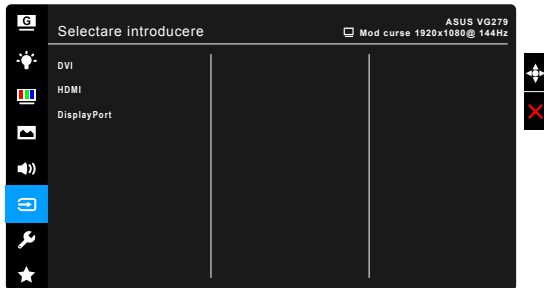 G
Selectare introducere
ASUS VG279
Mod curse 1920x1080@ 144Hz
DVI
HDMI
DisplayPort